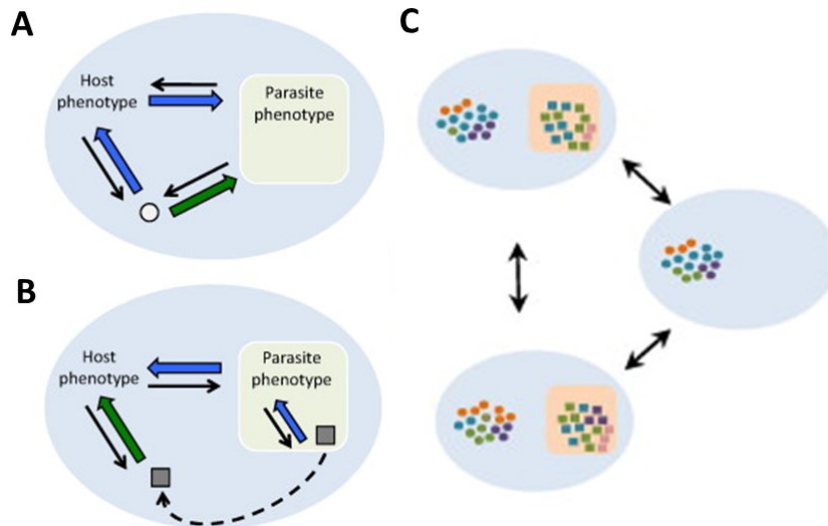 A
Host
phenotype
Parasite
phenotype
B
Host
phenotype
Parasite
phenotype
C